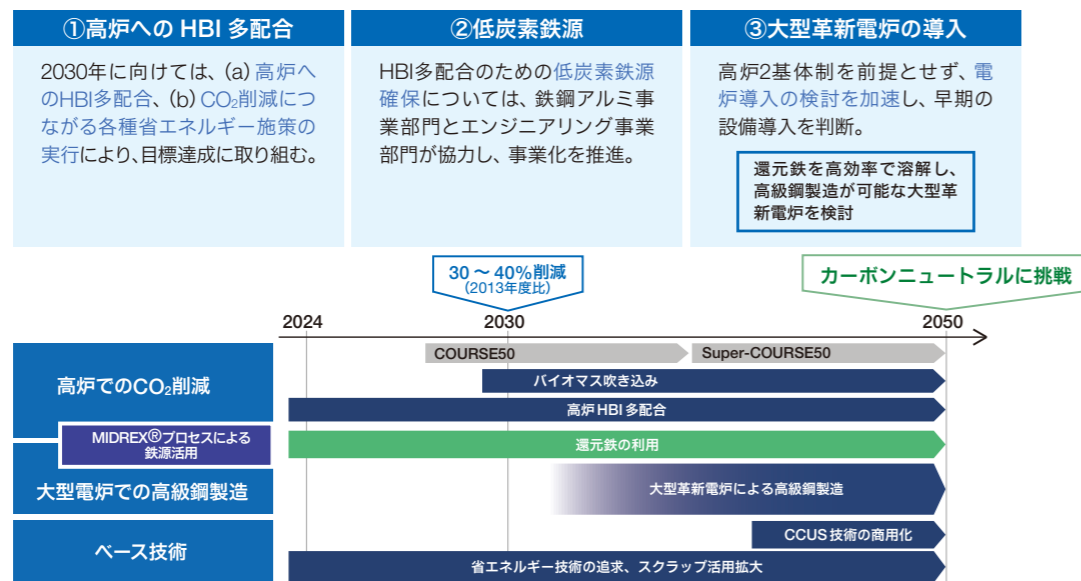 ①高炉への HBI 多配合
2030年に向けては、(a) 高炉へ
のHBI多配合、(b) CO₂削減につ
ながる各種省エネルギー施策の
実行により、目標達成に取り組む。
②低炭素鉄源
HBI多配合のための低炭素鉄源
確保については、鉄鋼アルミ事
業部門とエンジニアリング事業
部門が協力し、事業化を推進。
③大型革新電炉の導入
高炉2基体制を前提とせず、電
炉導入の検討を加速し、早期の
設備導入を判断。
還元鉄を高効率で溶解し、
高級鋼製造が可能な大型革
新電炉を検討
30 ~ 40%削減
(2013年度比)
カーボンニュートラルに挑戦
2024
2030
2050
高炉でのCO₂削減
COURSE50
Super-COURSE50
バイオマス吹き込み
高炉HBI多配合
MIDREX®プロセスによる
鉄源活用
還元鉄の利用
大型電炉での高級鋼製造
大型革新電炉による高級鋼製造
ベース技術
CCUS技術の商用化
省エネルギー技術の追求、スクラップ活用拡大